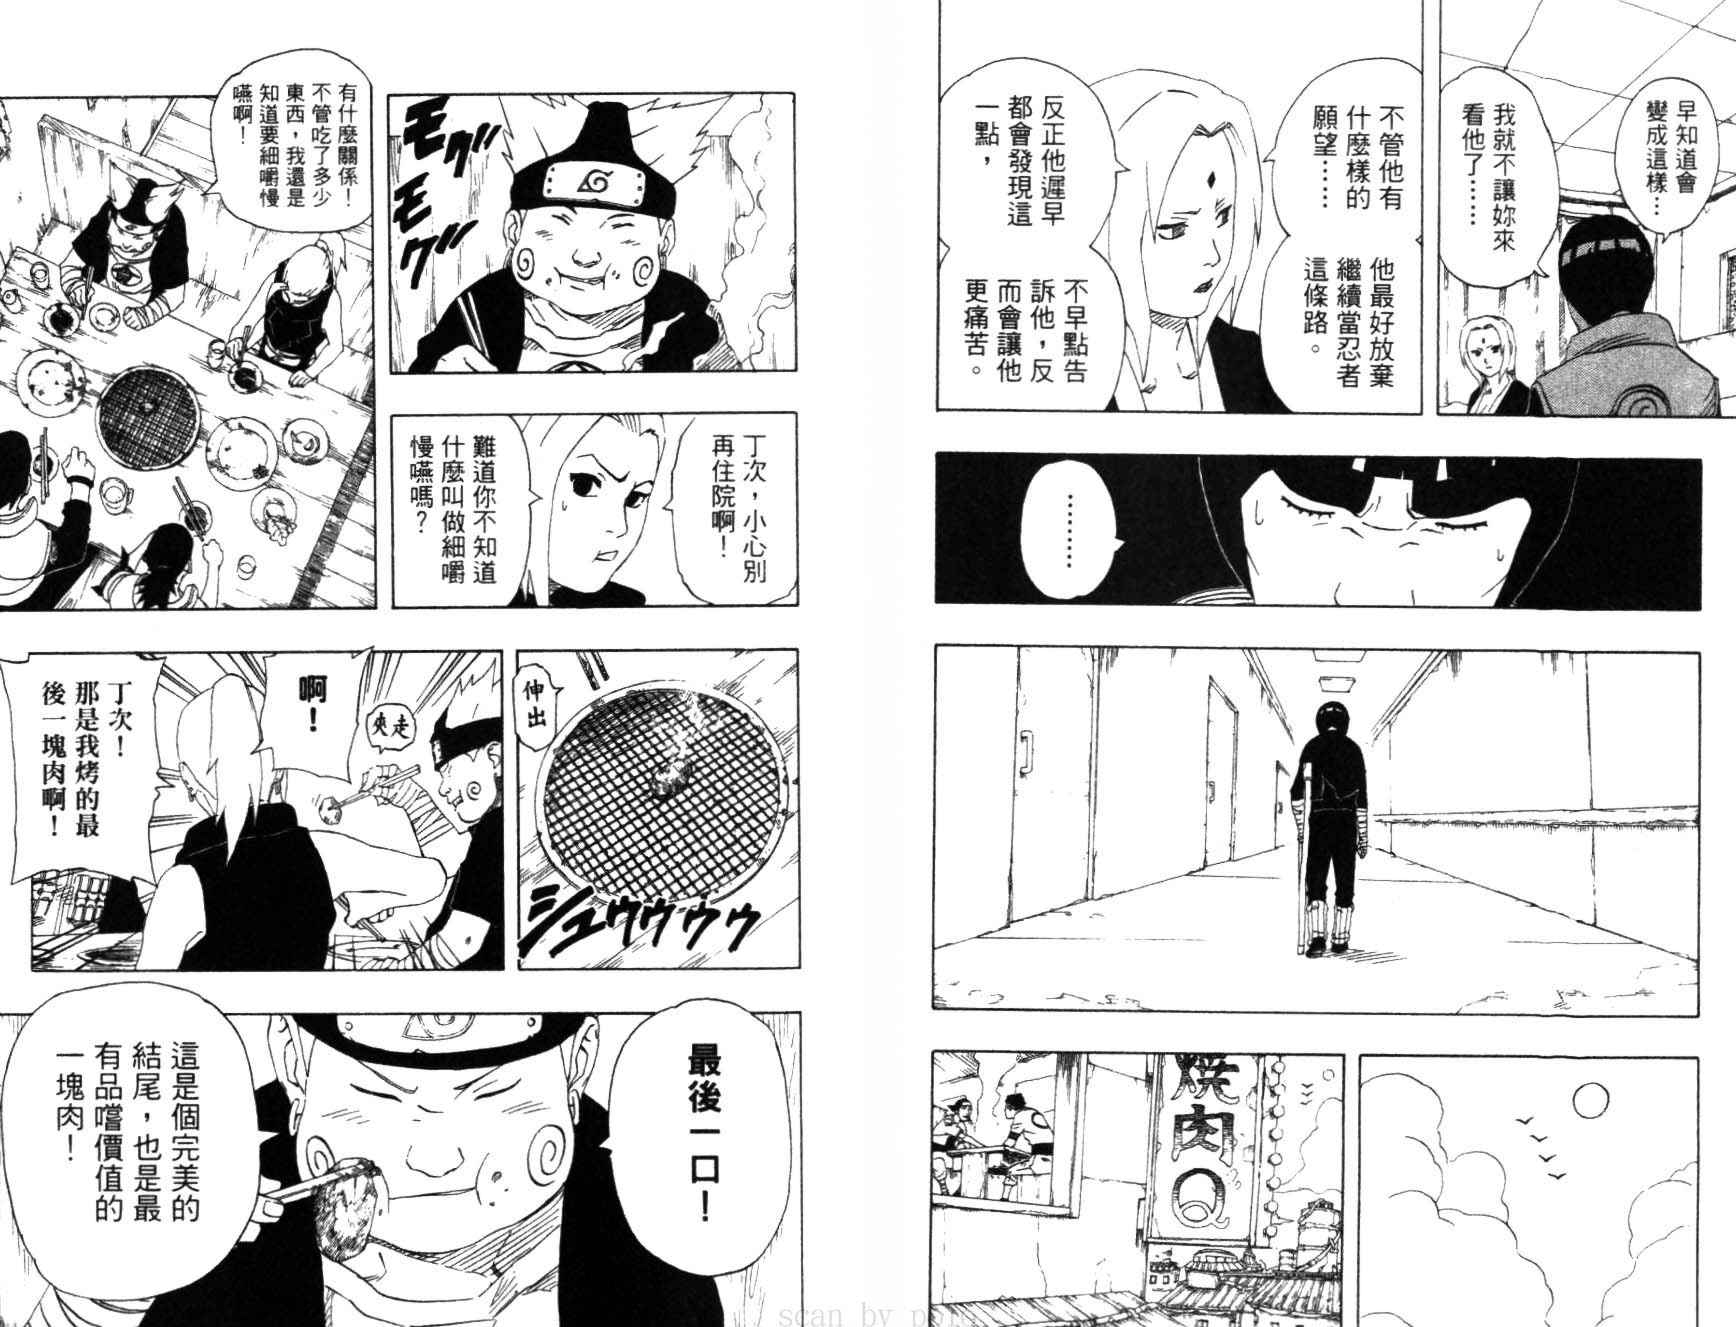 早知道會
變成這樣…
我就不讓妳來
看他了……
不管他有
什麼樣的
願望……
他最好放棄
繼續當忍者
這條路。
反正他遲早
都會發現這
一點，
不早點告
訴他，反
而會讓他
更痛苦。
………
焼肉Q
モグ
モグ
有什麼關係！
不管吃了多少
東西，我還是
知道要細嚼慢
嚥啊！
丁次，小心別
再住院啊！
難道你不知道
什麼叫做細嚼
慢嚥嗎？
伸出
シュウゥゥゥ
夾走
啊！
丁次！
那是我烤的最
後一塊肉啊！
最後一口！
這是個完美的
結尾，也是最
有品嚐價值的
一塊肉！
scan by